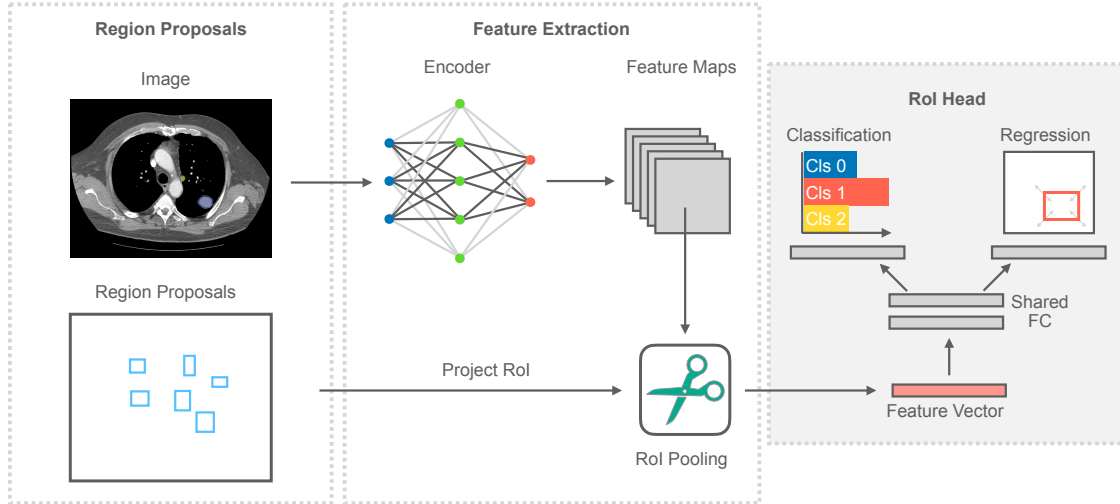 Region Proposals
Image
Region Proposals
Feature Extraction
Encoder
Feature Maps
Project RoI
RoI Pooling
RoI Head
Classification
Cls 0
Cls 1
Cls 2
Regression
Shared
FC
Feature Vector